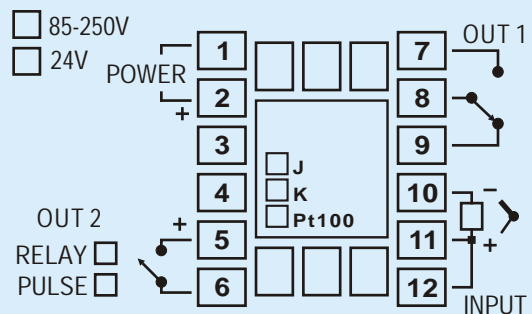 85-250V
24V
POWER
+
1
2
3
4
5
6
OUT 2
+
RELAY
PULSE
J
K
Pt100
7
8
9
10
11
12
OUT 1
−
+
INPUT